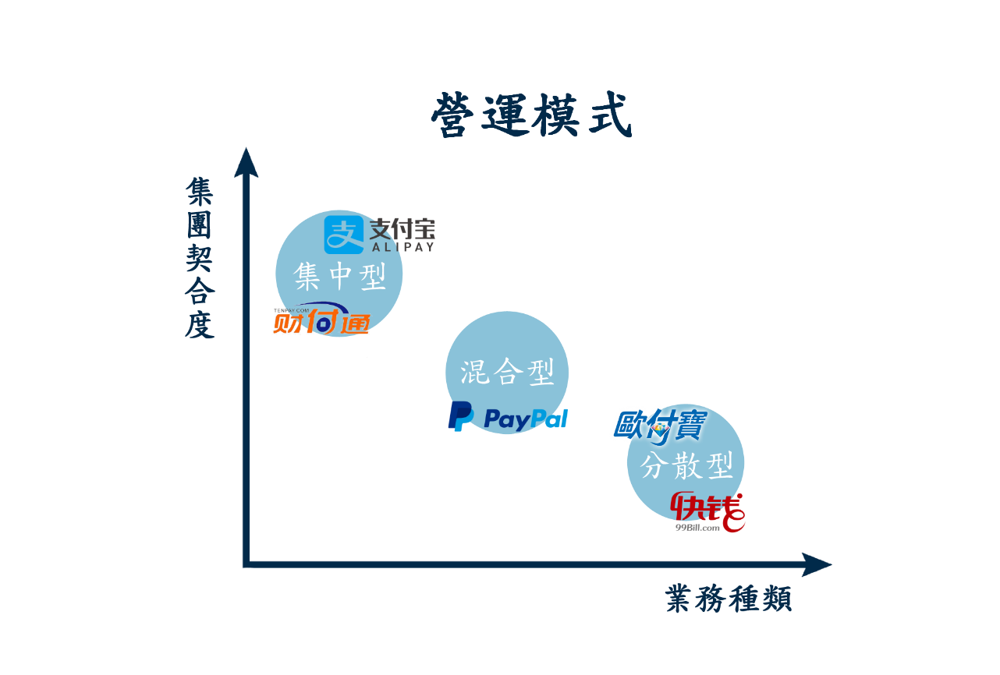 營運模式
集團契合度
支付宝
ALIPAY
集中型
TENPAY.COM
财付通
混合型
PayPal
歐付寶
分散型
快钱
99Bill.com
業務種類